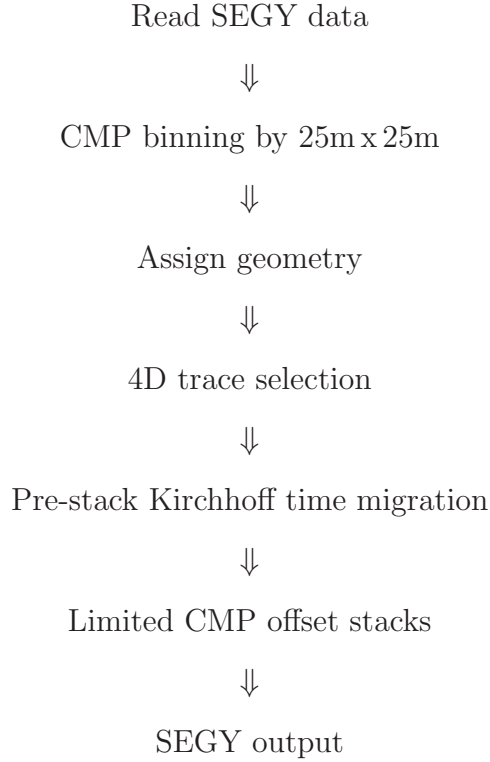 Read SEGY data
⇓
CMP binning by 25m x 25m
⇓
Assign geometry
⇓
4D trace selection
⇓
Pre-stack Kirchhoff time migration
⇓
Limited CMP offset stacks
⇓
SEGY output